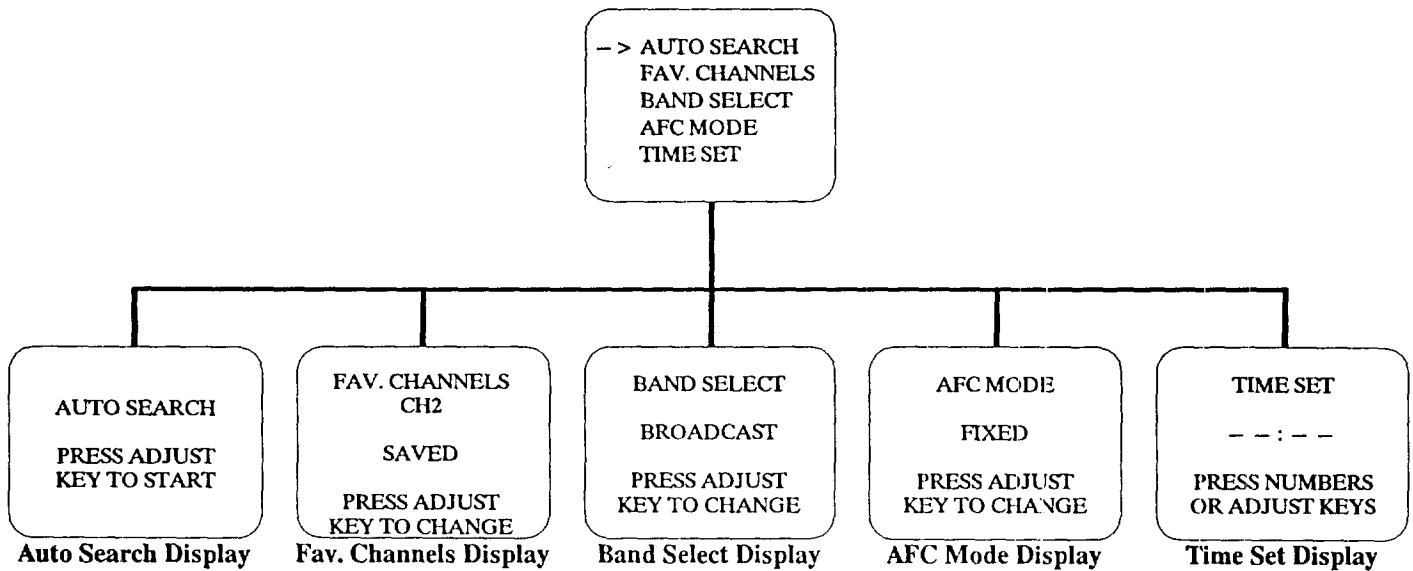 - > AUTO SEARCH
FAV. CHANNELS
BAND SELECT
AFC MODE
TIME SET
AUTO SEARCH
PRESS ADJUST
KEY TO START
Auto Search Display
FAV. CHANNELS
CH2
SAVED
PRESS ADJUST
KEY TO CHANGE
Fav. Channels Display
BAND SELECT
BROADCAST
PRESS ADJUST
KEY TO CHANGE
Band Select Display
AFC MODE
FIXED
PRESS ADJUST
KEY TO CHANGE
AFC Mode Display
TIME SET
- - : - -
PRESS NUMBERS
OR ADJUST KEYS
Time Set Display